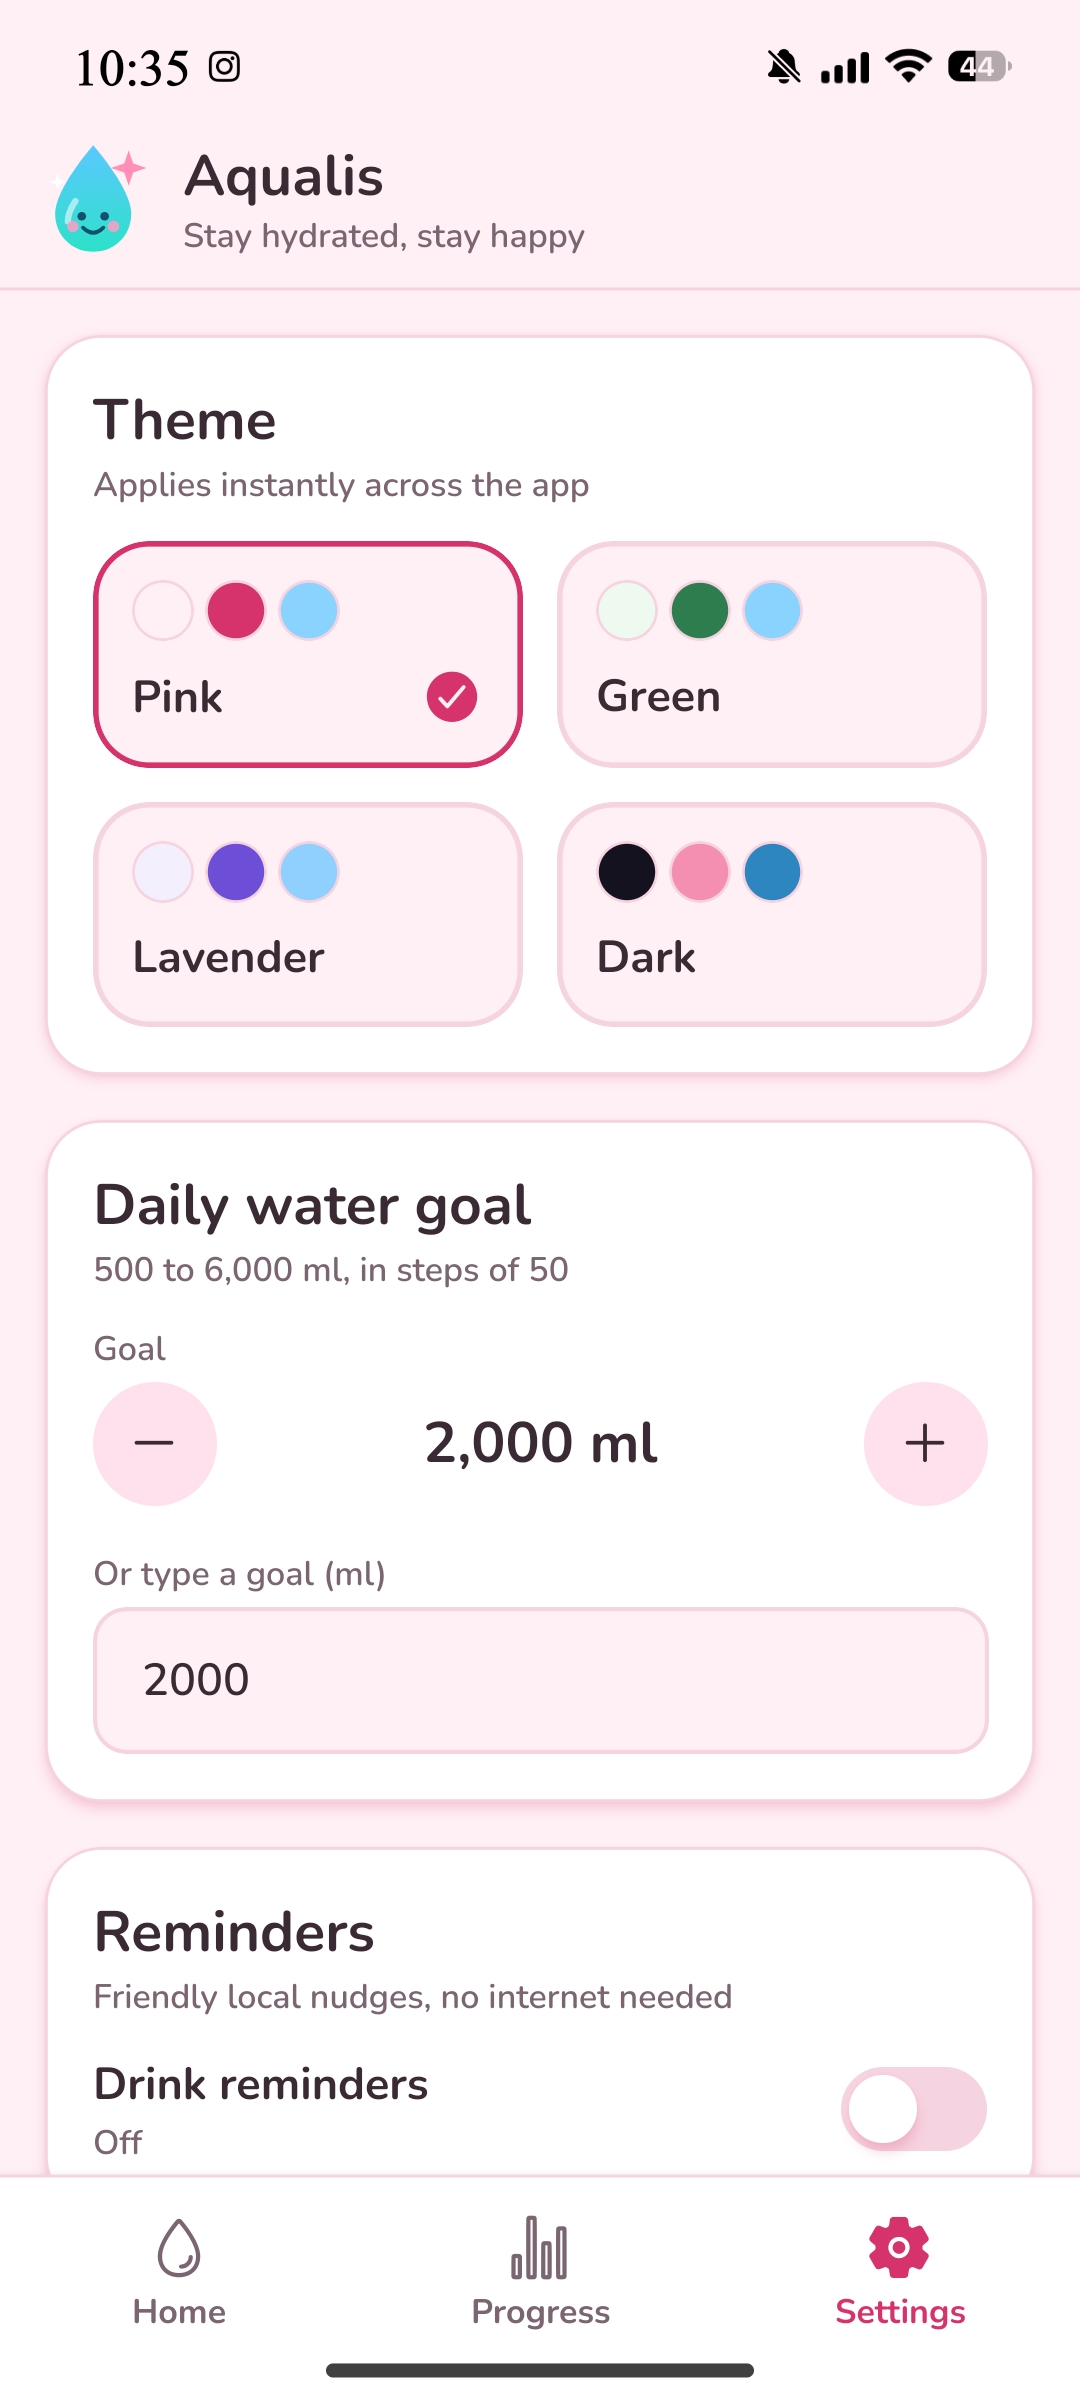 10:35
44
Aqualis
Stay hydrated, stay happy
Theme
Applies instantly across the app
Pink
Green
Lavender
Dark
Daily water goal
500 to 6,000 ml, in steps of 50
Goal
2,000 ml
Or type a goal (ml)
2000
Reminders
Friendly local nudges, no internet needed
Drink reminders
Off
Home
Progress
Settings